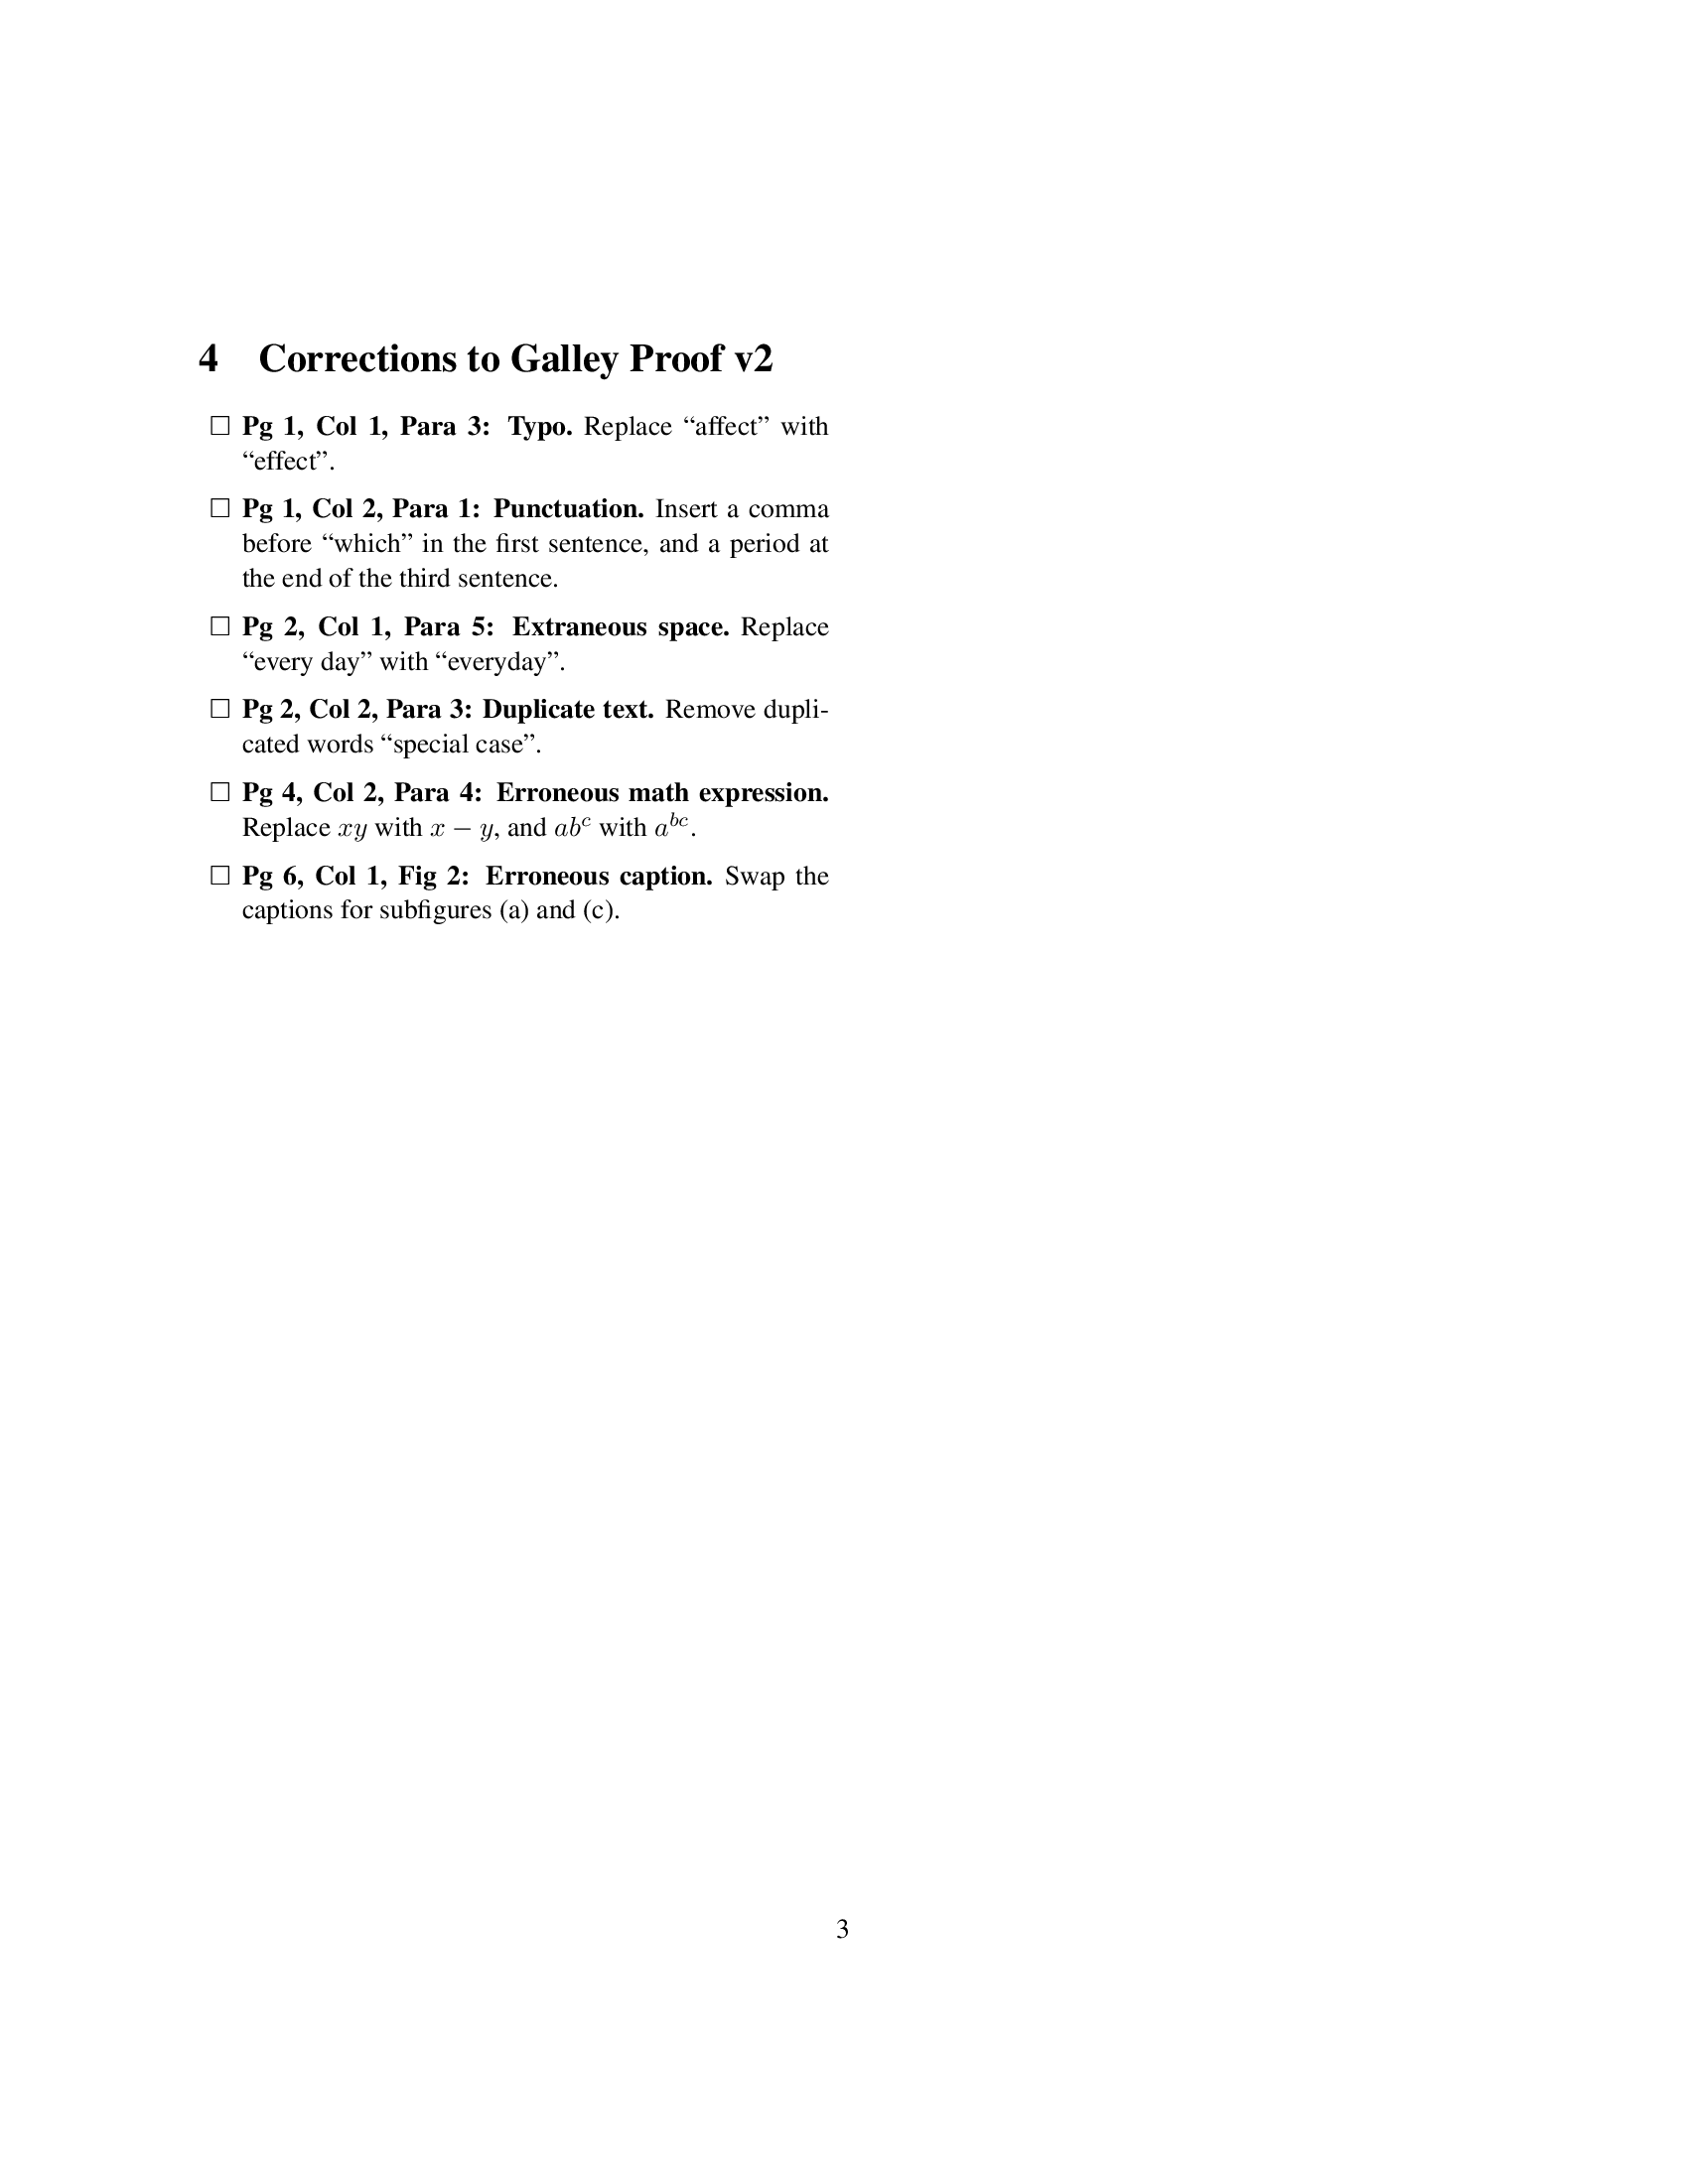 4 Corrections to Galley Proof v2
☐ Pg 1, Col 1, Para 3: Typo. Replace “affect” with
“effect”.
☐ Pg 1, Col 2, Para 1: Punctuation. Insert a comma
before “which” in the first sentence, and a period at
the end of the third sentence.
☐ Pg 2, Col 1, Para 5: Extraneous space. Replace
“every day” with “everyday”.
☐ Pg 2, Col 2, Para 3: Duplicate text. Remove dupli-
cated words “special case”.
☐ Pg 4, Col 2, Para 4: Erroneous math expression.
Replace $xy$ with $x - y$, and $ab^c$ with $a^{bc}$.
☐ Pg 6, Col 1, Fig 2: Erroneous caption. Swap the
captions for subfigures (a) and (c).
3